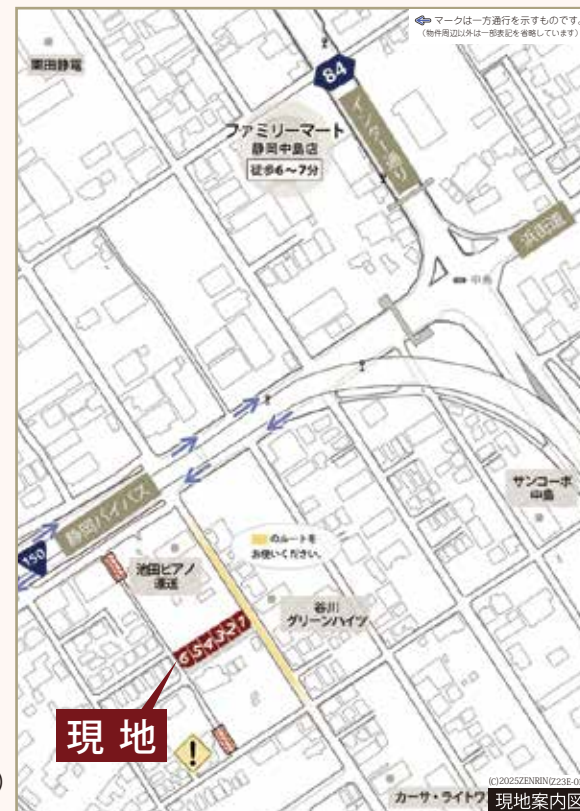 マークは一方通行を示すものです。
(物件周辺以外は一部表記を省略しています)
栗田静電
84
インター通り
ファミリーマート
静岡中島店
徒歩6~7分
浜街道
中島
サンコーポ
中島
静岡バイパス
150
池田ピアノ
運送
のルートを
お使いください。
谷川
グリーンハイツ
654321
現地
!
カーサ・ライトワ
(C)2025ZENRIN(Z23E-0
現地案内図